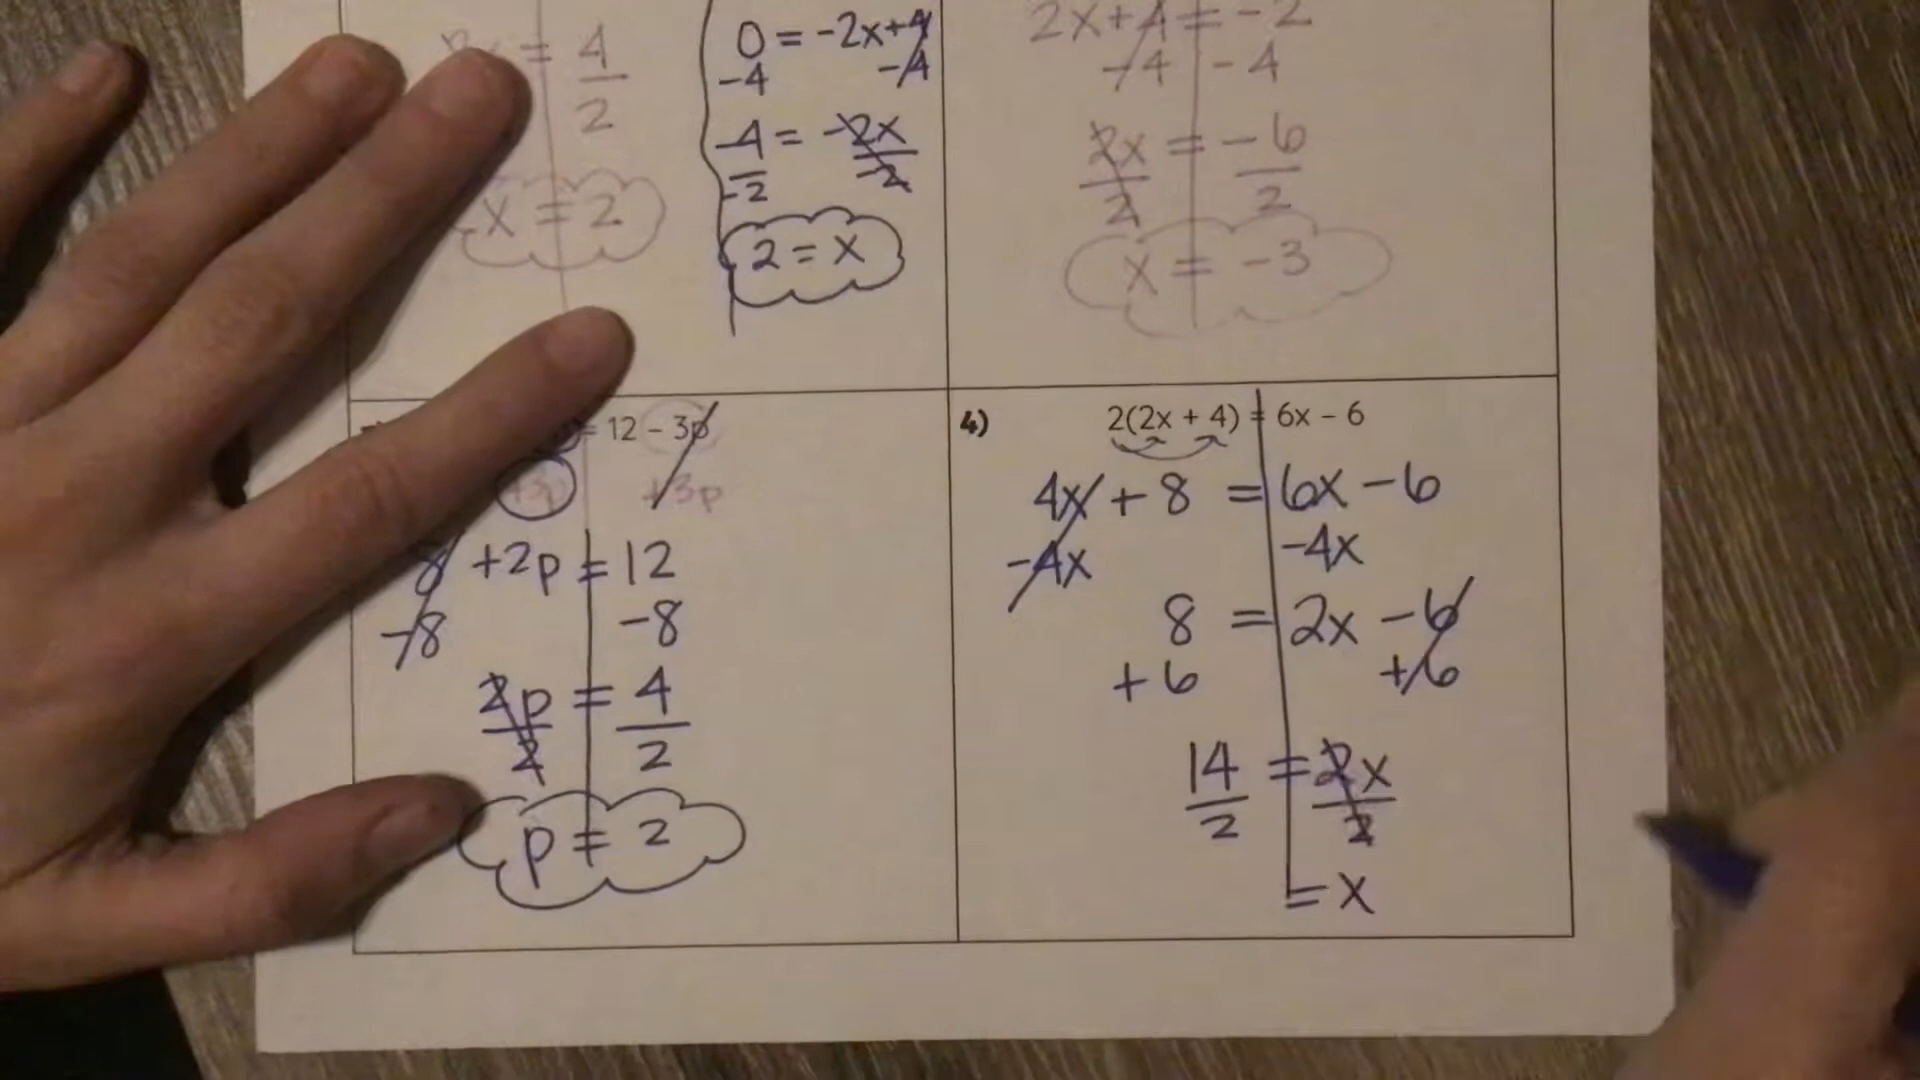 = 4
2
x = 2
0 = -2x+4
-4 -4
-4 = -2x
-2 -2
2 = x
2x+4 = -2
-4 -4
2x = -6
2 2
x = -3
= 12 - 3p
+3p +3p
8 +2p = 12
-8 -8
2p = 4
2 2
p = 2
4) 2(2x + 4) = 6x - 6
4x + 8 = 6x - 6
-4x -4x
8 = 2x - 6
+6 +6
14 = 2x
2 2
= x